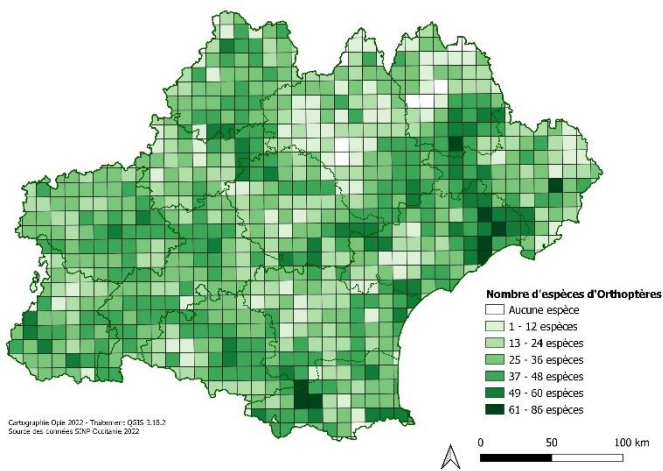 Nombre d'espèces d'Orthoptères
Aucune espèce
1 - 12 espèces
13 - 24 espèces
25 - 36 espèces
37 - 48 espèces
49 - 60 espèces
61 - 86 espèces
Cartographie Opie 2022 - Traitement: QGIS 3.16.2
Source des données SINP Occitanie 2022
0 50 100 km